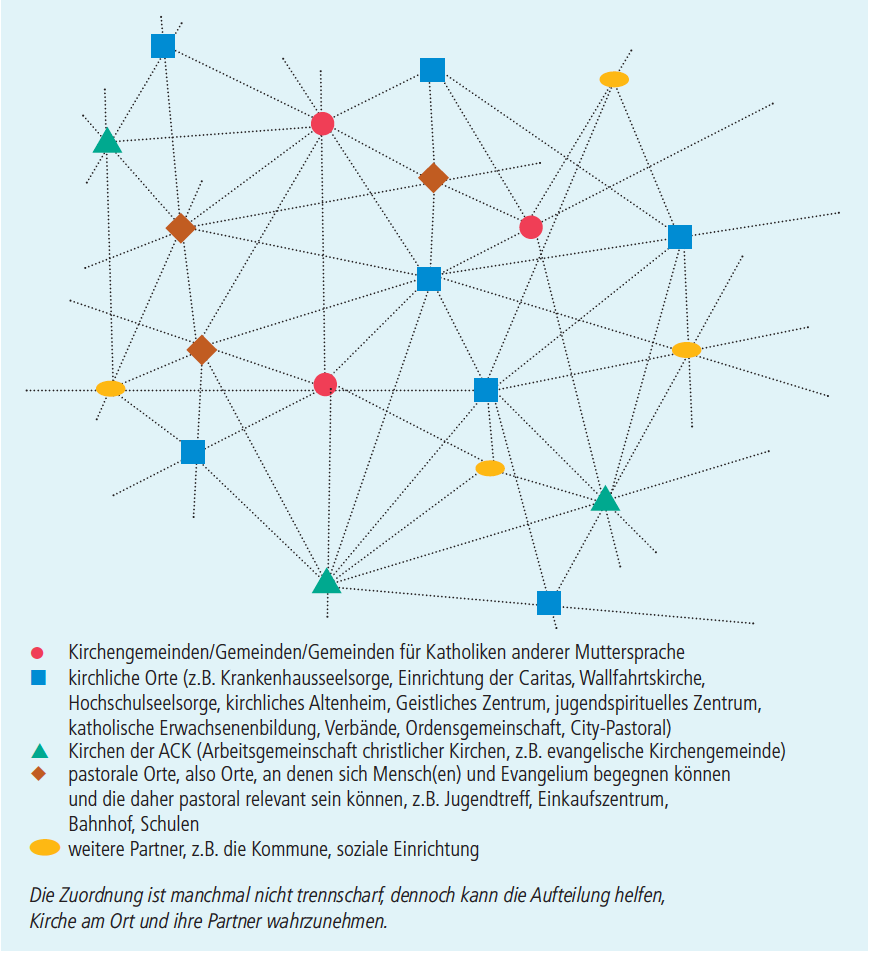 Kirchengemeinden/Gemeinden/Gemeinden für Katholiken anderer Muttersprache
kirchliche Orte (z.B. Krankenhausseelsorge, Einrichtung der Caritas, Wallfahrtskirche,
Hochschulseelsorge, kirchliches Altenheim, Geistliches Zentrum, jugendspirituelles Zentrum,
katholische Erwachsenenbildung, Verbände, Ordensgemeinschaft, City-Pastoral)
Kirchen der ACK (Arbeitsgemeinschaft christlicher Kirchen, z.B. evangelische Kirchengemeinde)
pastorale Orte, also Orte, an denen sich Mensch(en) und Evangelium begegnen können
und die daher pastoral relevant sein können, z.B. Jugendtreff, Einkaufszentrum,
Bahnhof, Schulen
weitere Partner, z.B. die Kommune, soziale Einrichtung
Die Zuordnung ist manchmal nicht trennscharf, dennoch kann die Aufteilung helfen,
Kirche am Ort und ihre Partner wahrzunehmen.